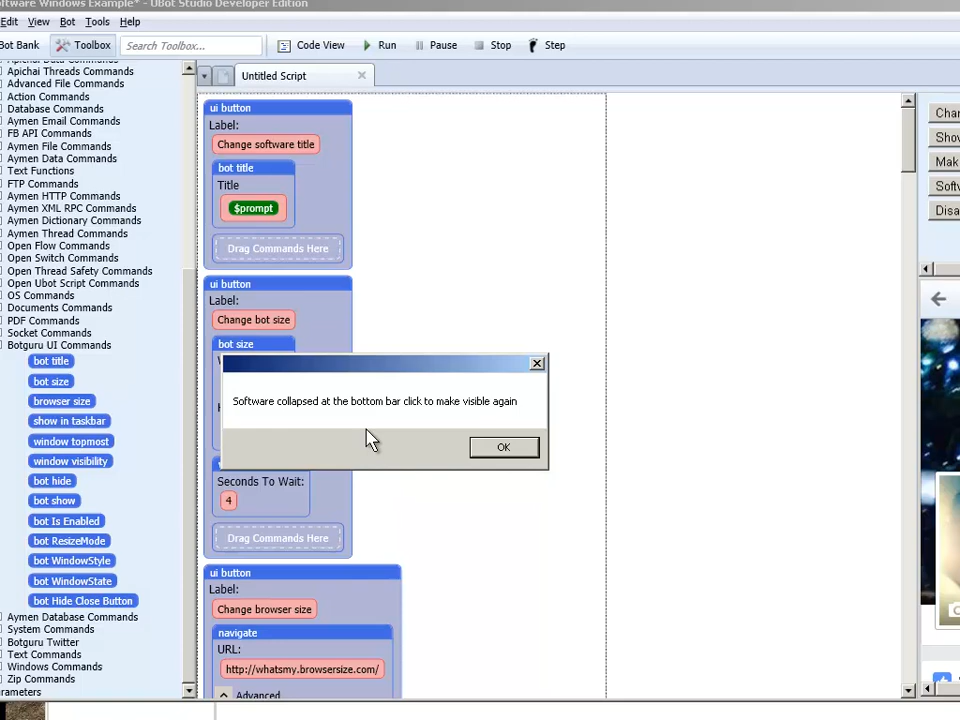 oftware Windows Example* - UBot Studio Developer Edition
Edit View Bot Tools Help
Bot Bank Toolbox Search Toolbox... Code View Run Pause Stop Step
Apichai Threads Commands
Advanced File Commands
Action Commands
Database Commands
Aymen Email Commands
FB API Commands
Aymen File Commands
Aymen Data Commands
Text Functions
FTP Commands
Aymen HTTP Commands
Aymen XML RPC Commands
Aymen Dictionary Commands
Aymen Thread Commands
Open Flow Commands
Open Switch Commands
Open Thread Safety Commands
Open Ubot Script Commands
OS Commands
Documents Commands
PDF Commands
Socket Commands
Botguru UI Commands
bot title
bot size
browser size
show in taskbar
window topmost
window visibility
bot hide
bot show
bot Is Enabled
bot ResizeMode
bot WindowStyle
bot WindowState
bot Hide Close Button
Aymen Database Commands
System Commands
Botguru Twitter
Text Commands
Windows Commands
Zip Commands
arameters
Untitled Script
ui button
Label:
Change software title
bot title
Title
$prompt
Drag Commands Here
ui button
Label:
Change bot size
bot size
Software collapsed at the bottom bar click to make visible again
OK
Seconds To Wait:
4
Drag Commands Here
ui button
Label:
Change browser size
navigate
URL:
http://whatsmy.browsersize.com/
Advanced
Chan
Show
Mak
Soft
Disa